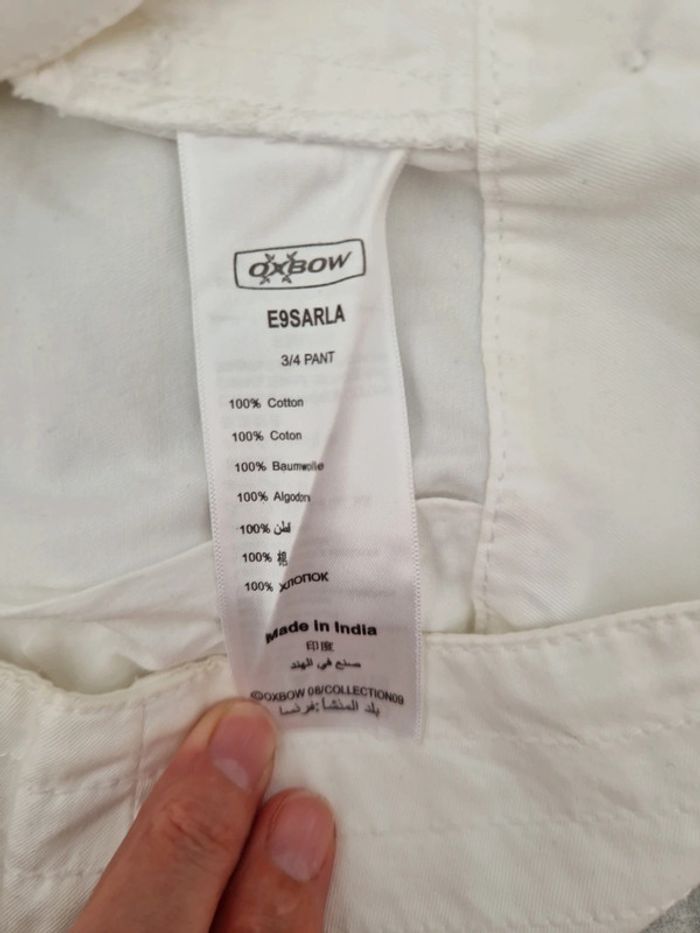 OXBOW
E9SARLA
3/4 PANT
100% Cotton
100% Coton
100% Baumwolle
100% Algodon
100% قطن
100% 棉
100% хлопок
Made in India
印度
صنع في الهند
©OXBOW 08/COLLECTION09
بلد المنشأ:فرنسا